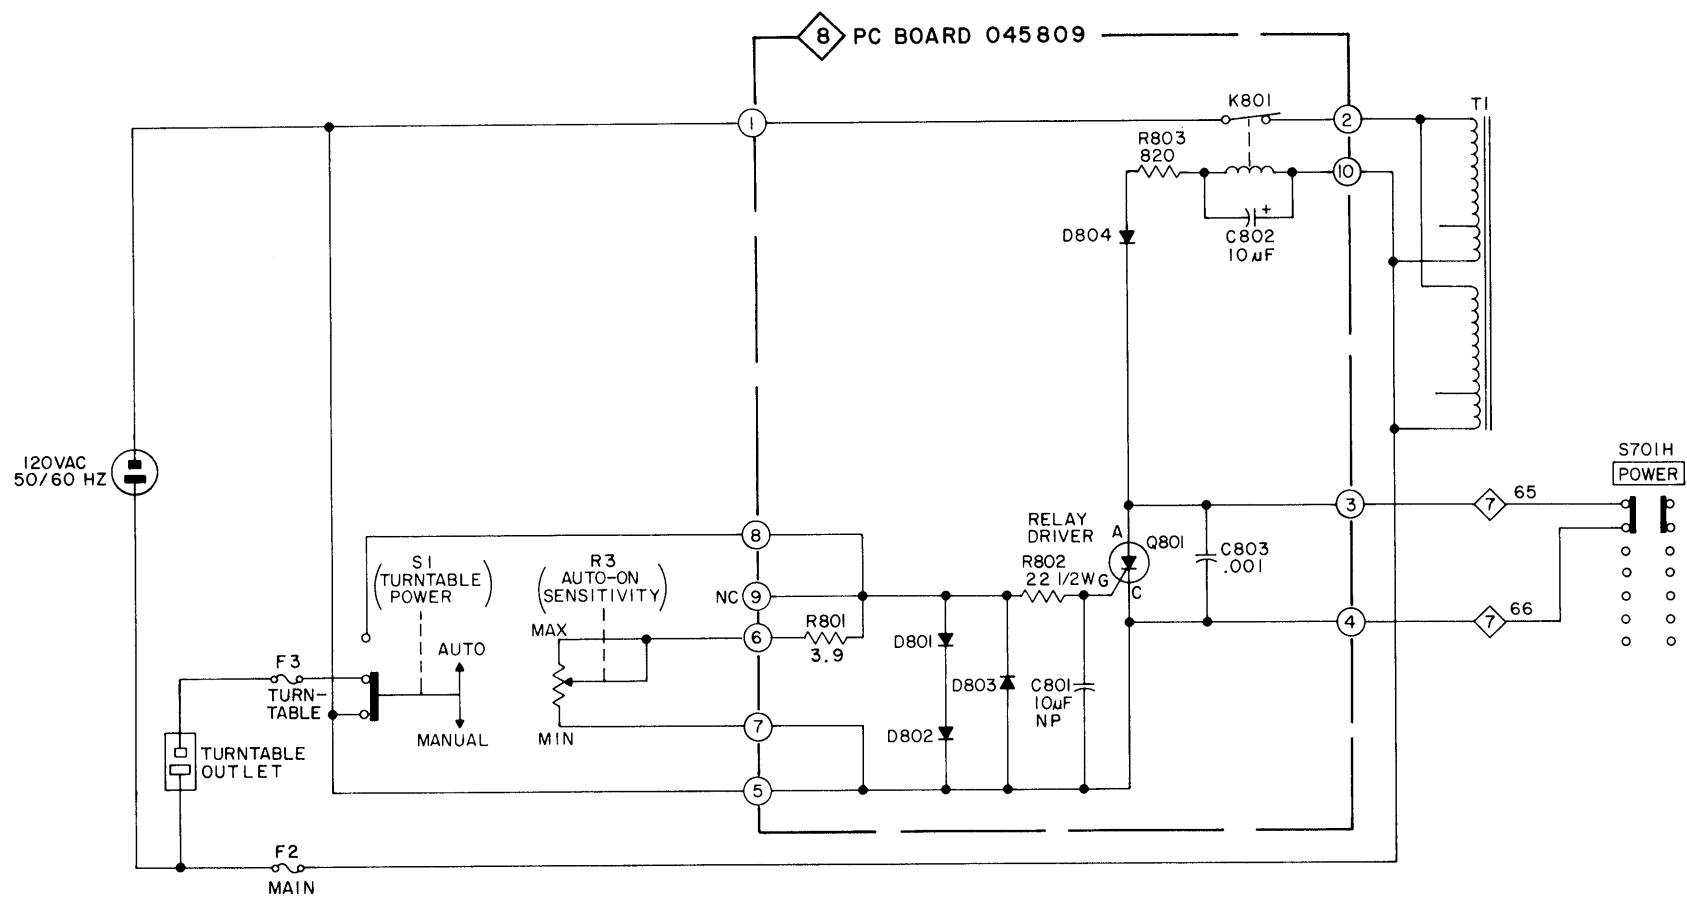 8 PC BOARD 045809
T1
K801
1
2
R803
820
10
+
C802
10µF
D804
120VAC
50/60 HZ
S701H
POWER
3
7
65
8
RELAY
DRIVER
A
Q801
C803
.001
S1
(TURNTABLE
POWER)
R3
(AUTO-ON
SENSITIVITY)
R802
22 1/2W
G
C
NC
9
MAX
6
R801
3.9
4
7
66
D801
AUTO
F3
TURN-
TABLE
D803
C801
10µF
NP
MANUAL
MIN
7
D802
TURNTABLE
OUTLET
5
F2
MAIN